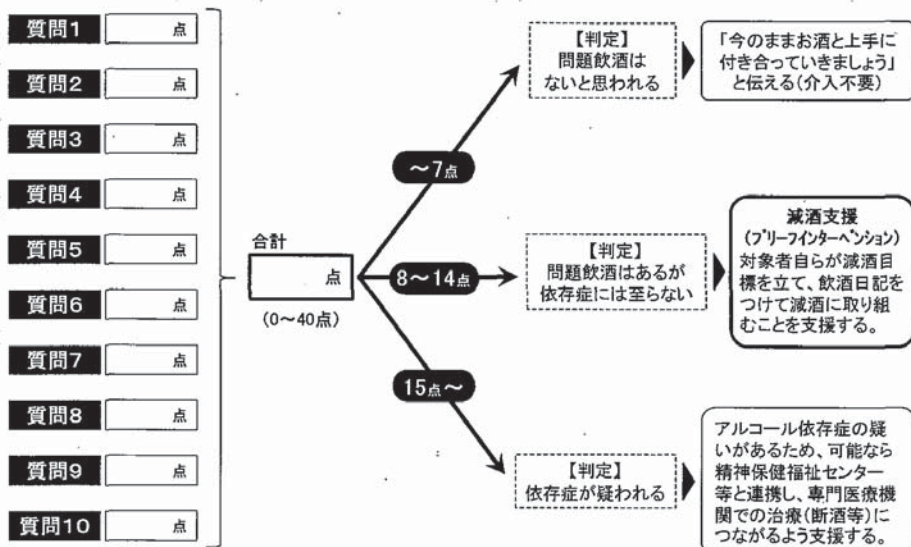 質問1 点
質問2 点
質問3 点
質問4 点
質問5 点
質問6 点
質問7 点
質問8 点
質問9 点
質問10 点
合計
点
(0～40点)
～7点
【判定】
問題飲酒は
ないと思われる
「今のままお酒と上手に
付き合っていきましょう」
と伝える(介入不要)
8～14点
【判定】
問題飲酒はあるが
依存症には至らない
減酒支援
(ブリーフインターベンション)
対象者自らが減酒目
標を立て、飲酒日記を
つけて減酒に取り組
むことを支援する。
15点～
【判定】
依存症が疑われる
アルコール依存症の疑
いがあるため、可能なら
精神保健福祉センター
等と連携し、専門医療機
関での治療(断酒等)に
つながるよう支援する。